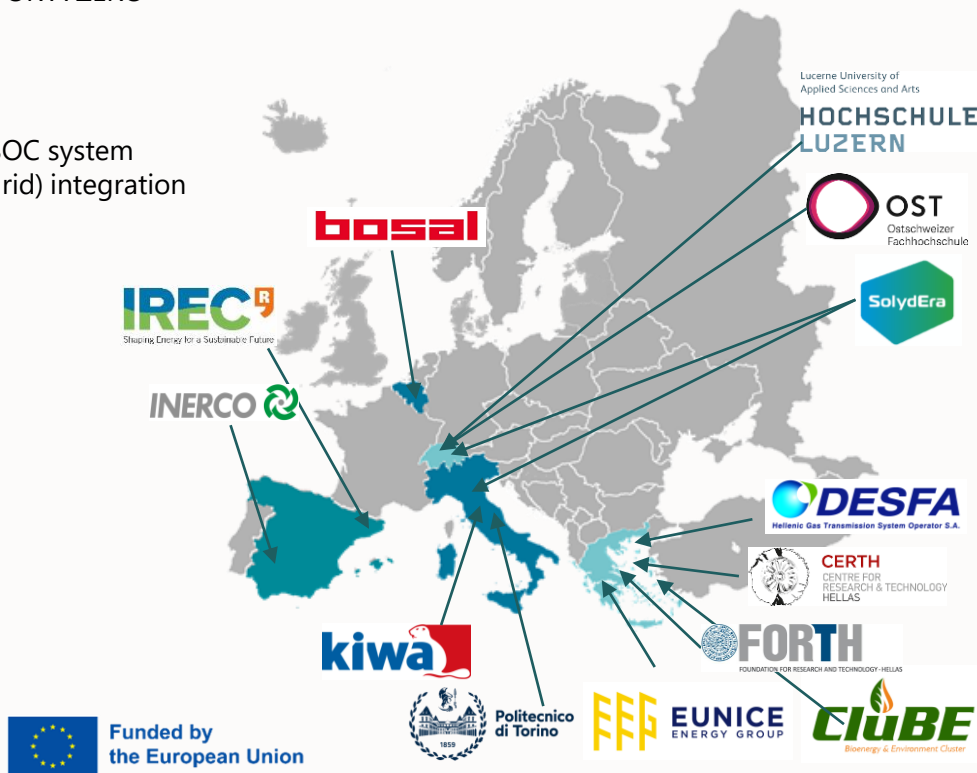 OC system
rid) integration
Lucerne University of
Applied Sciences and Arts
HOCHSCHULE
LUZERN
OST
Ostschweizer
Fachhochschule
bosal
SolydEra
IREC R
Shaping Energy for a Sustainable Future
INERCO
DESFA
Hellenic Gas Transmission System Operator S.A.
CERTH
CENTRE FOR
RESEARCH & TECHNOLOGY
HELLAS
kiwa
FORTH
FOUNDATION FOR RESEARCH AND TECHNOLOGY - HELLAS
1859
Politecnico
di Torino
EEG
EUNICE
ENERGY GROUP
CluBE
Bioenergy & Environment Cluster
Funded by
the European Union